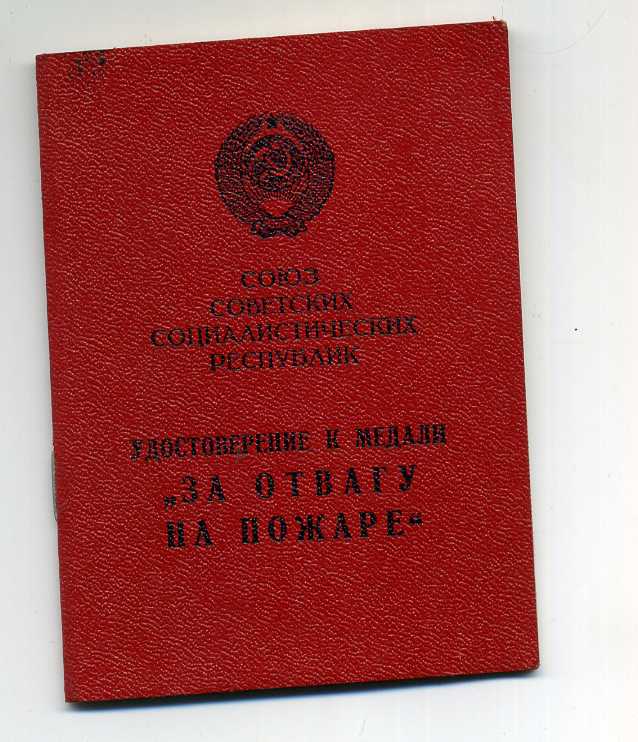 СОЮЗ
СОВЕТСКИХ
СОЦИАЛИСТИЧЕСКИХ
РЕСПУБЛИК
УДОСТОВЕРЕНИЕ К МЕДАЛИ
„ЗА ОТВАГУ
НА ПОЖАРЕ“